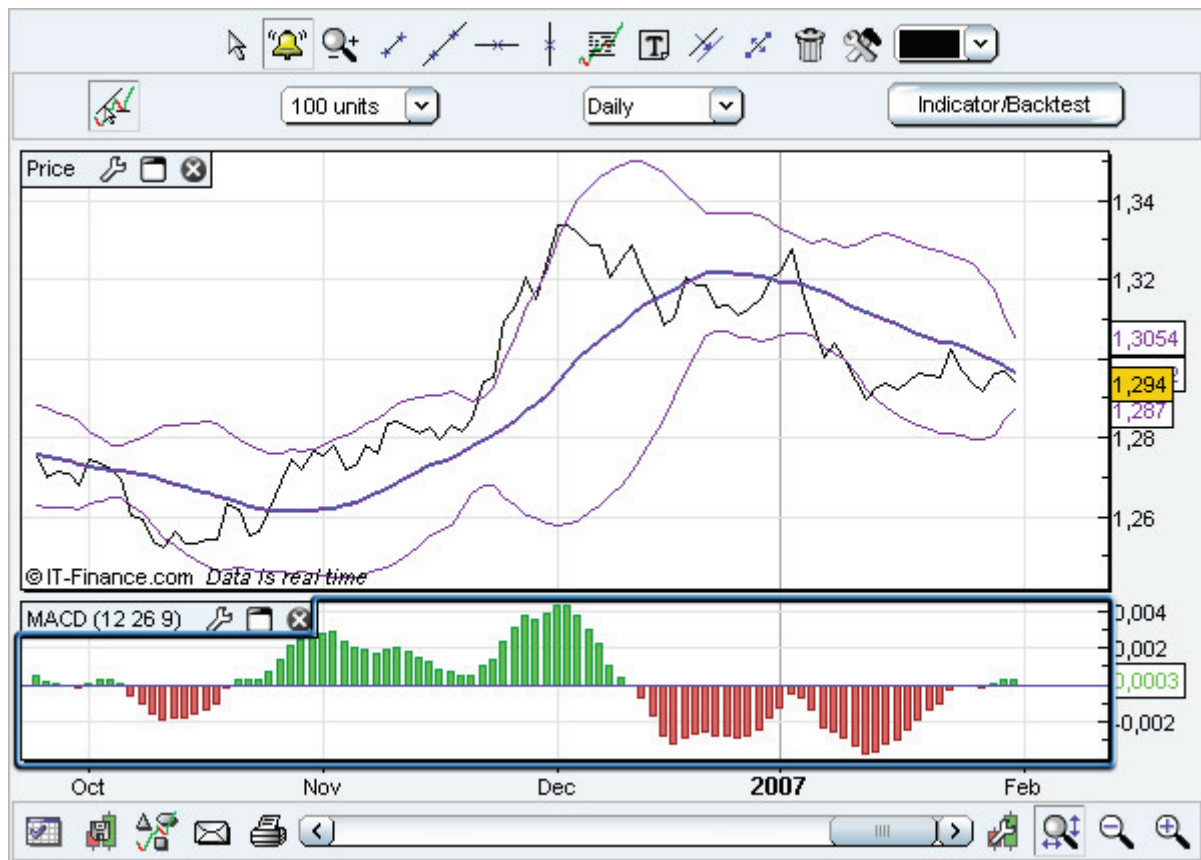 T
100 units
Daily
Indicator/Backtest
Price
1,34
1,32
1,3054
1,294
1,287
1,28
1,26
© IT-Finance.com Data is real time
MACD (12 26 9)
0,004
0,002
0,0003
-0,002
Oct
Nov
Dec
2007
Feb